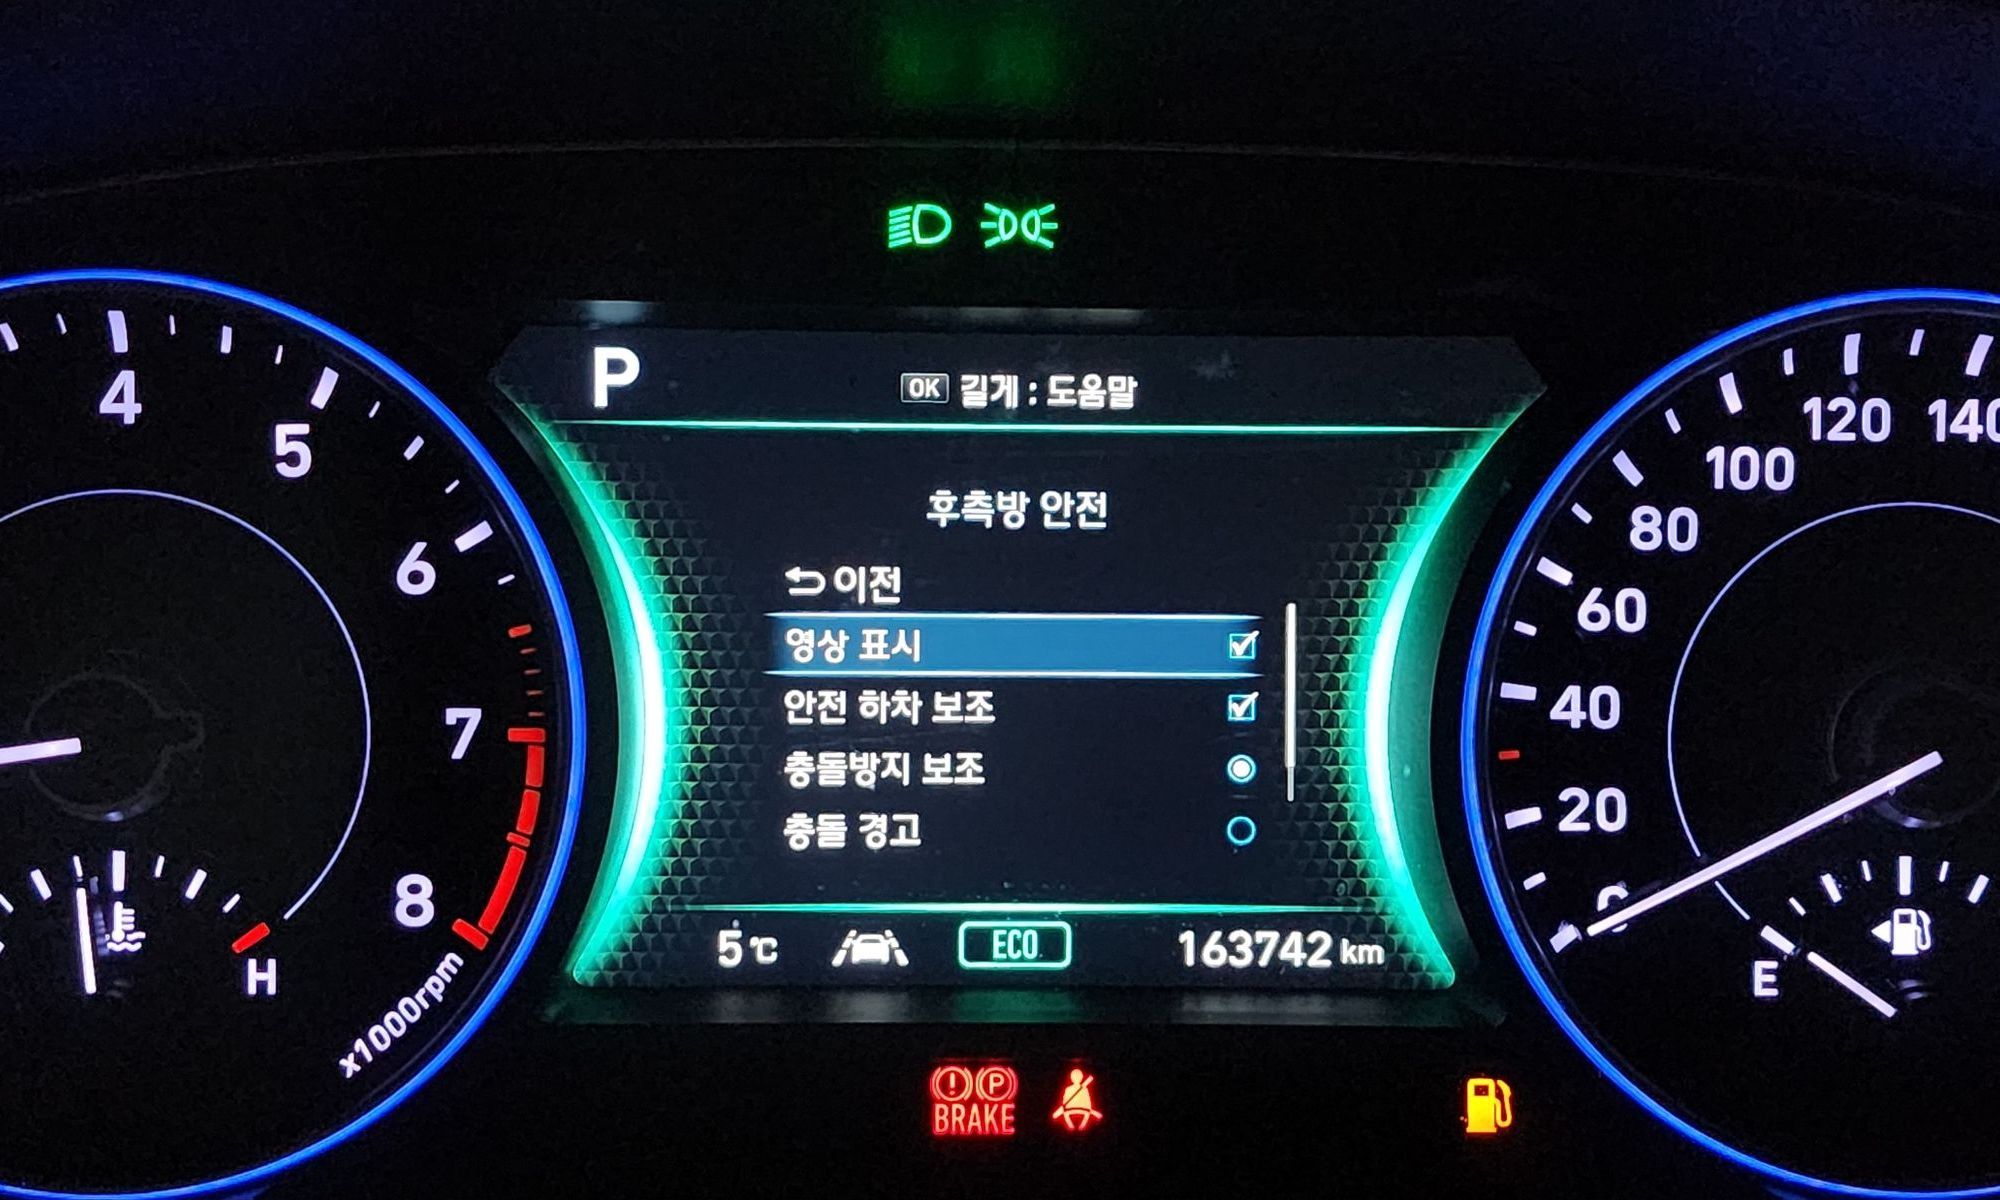 P
OK 길게 : 도움말
후측방 안전
이전
영상 표시
안전 하차 보조
충돌방지 보조
충돌 경고
5℃
ECO
163742 km
4
5
6
7
8
x1000rpm
H
140
120
100
80
60
40
20
0
E
P
BRAKE